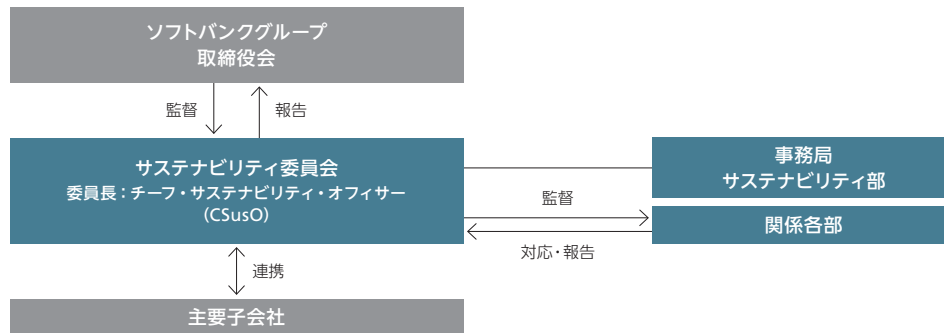 ソフトバンクグループ
取締役会
監督
報告
サステナビリティ委員会
委員長：チーフ・サステナビリティ・オフィサー
（CSusO）
事務局
サステナビリティ部
監督
関係各部
対応・報告
連携
主要子会社